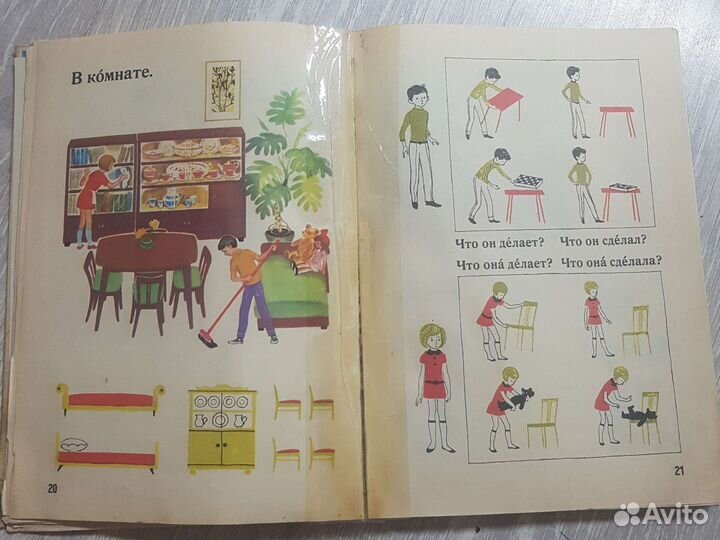 В ко́мнате.
20
Что он де́лает? Что он сде́лал?
Что она́ де́лает? Что она́ сде́лала?
21
Avito